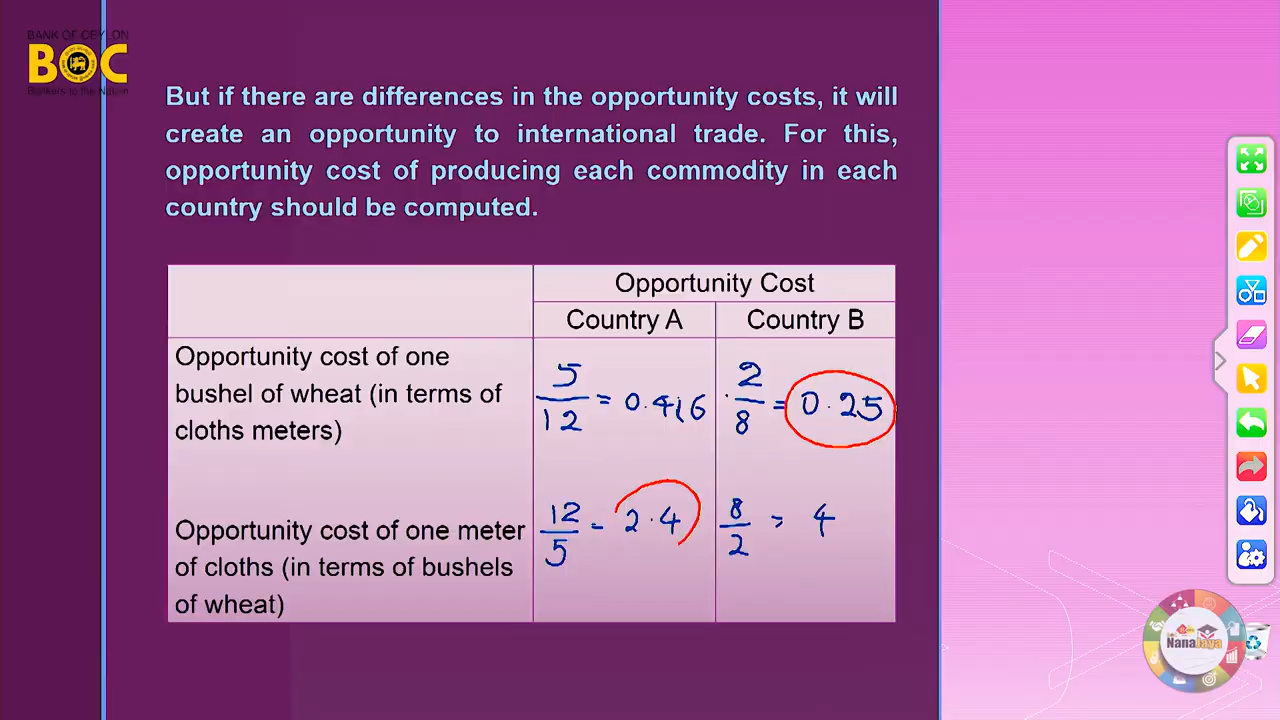 BANK OF CEYLON
BOC
Bankers to the Nation
But if there are differences in the opportunity costs, it will
create an opportunity to international trade. For this,
opportunity cost of producing each commodity in each
country should be computed.
Opportunity Cost
Country A Country B
Opportunity cost of one
bushel of wheat (in terms of
cloths meters)
5/12 = 0.416 2/8 = 0.25
Opportunity cost of one meter
of cloths (in terms of bushels
of wheat)
12/5 = 2.4 8/2 = 4
NanaJaya